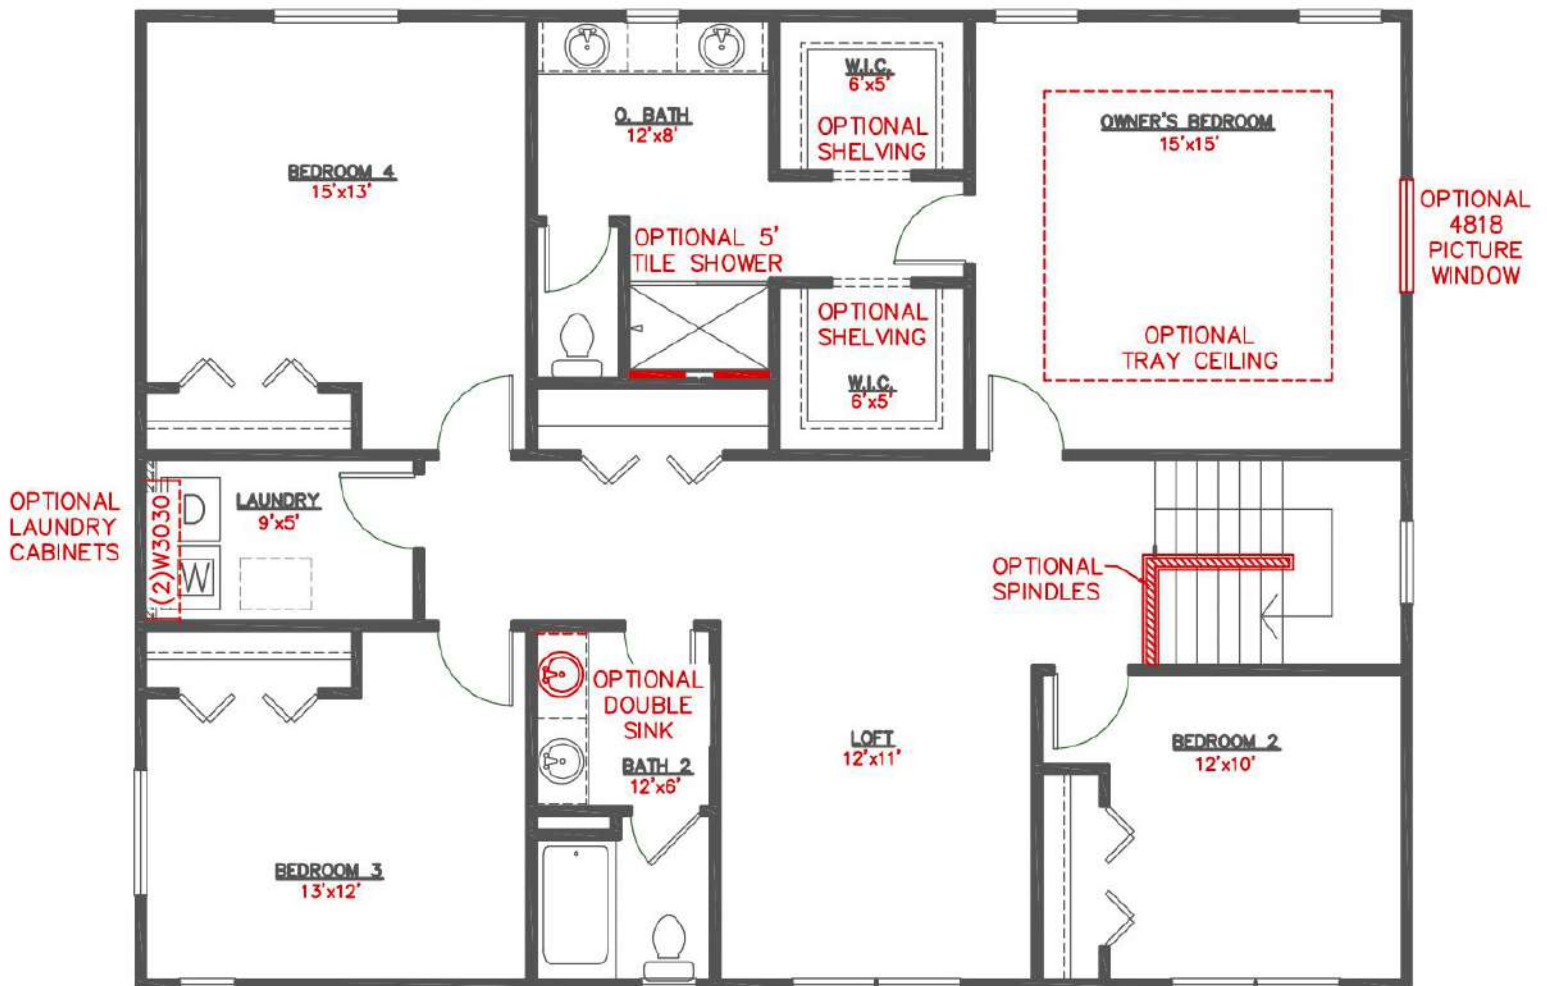 W.I.C.
6'x5'
OPTIONAL
SHELVING
O. BATH
12'x8'
OWNER'S BEDROOM
15'x15'
BEDROOM 4
15'x13'
OPTIONAL
4818
PICTURE
WINDOW
OPTIONAL 5'
TILE SHOWER
OPTIONAL
SHELVING
W.I.C.
6'x5'
OPTIONAL
TRAY CEILING
OPTIONAL
LAUNDRY
CABINETS
(2)W3030
D
W
LAUNDRY
9'x5'
OPTIONAL
SPINDLES
OPTIONAL
DOUBLE
SINK
BATH 2
12'x6'
LOFT
12'x11'
BEDROOM 2
12'x10'
BEDROOM 3
13'x12'